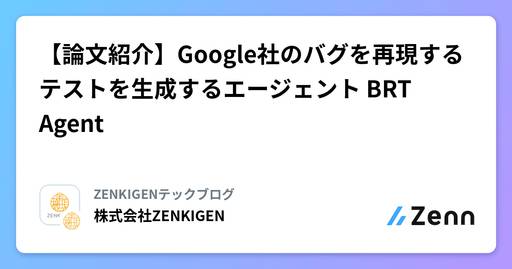 【論文紹介】Google社のバグを再現する
テストを生成するエージェント BRT
Agent
ZENKIGENテックブログ
株式会社ZENKIGEN
Zenn
ZENK